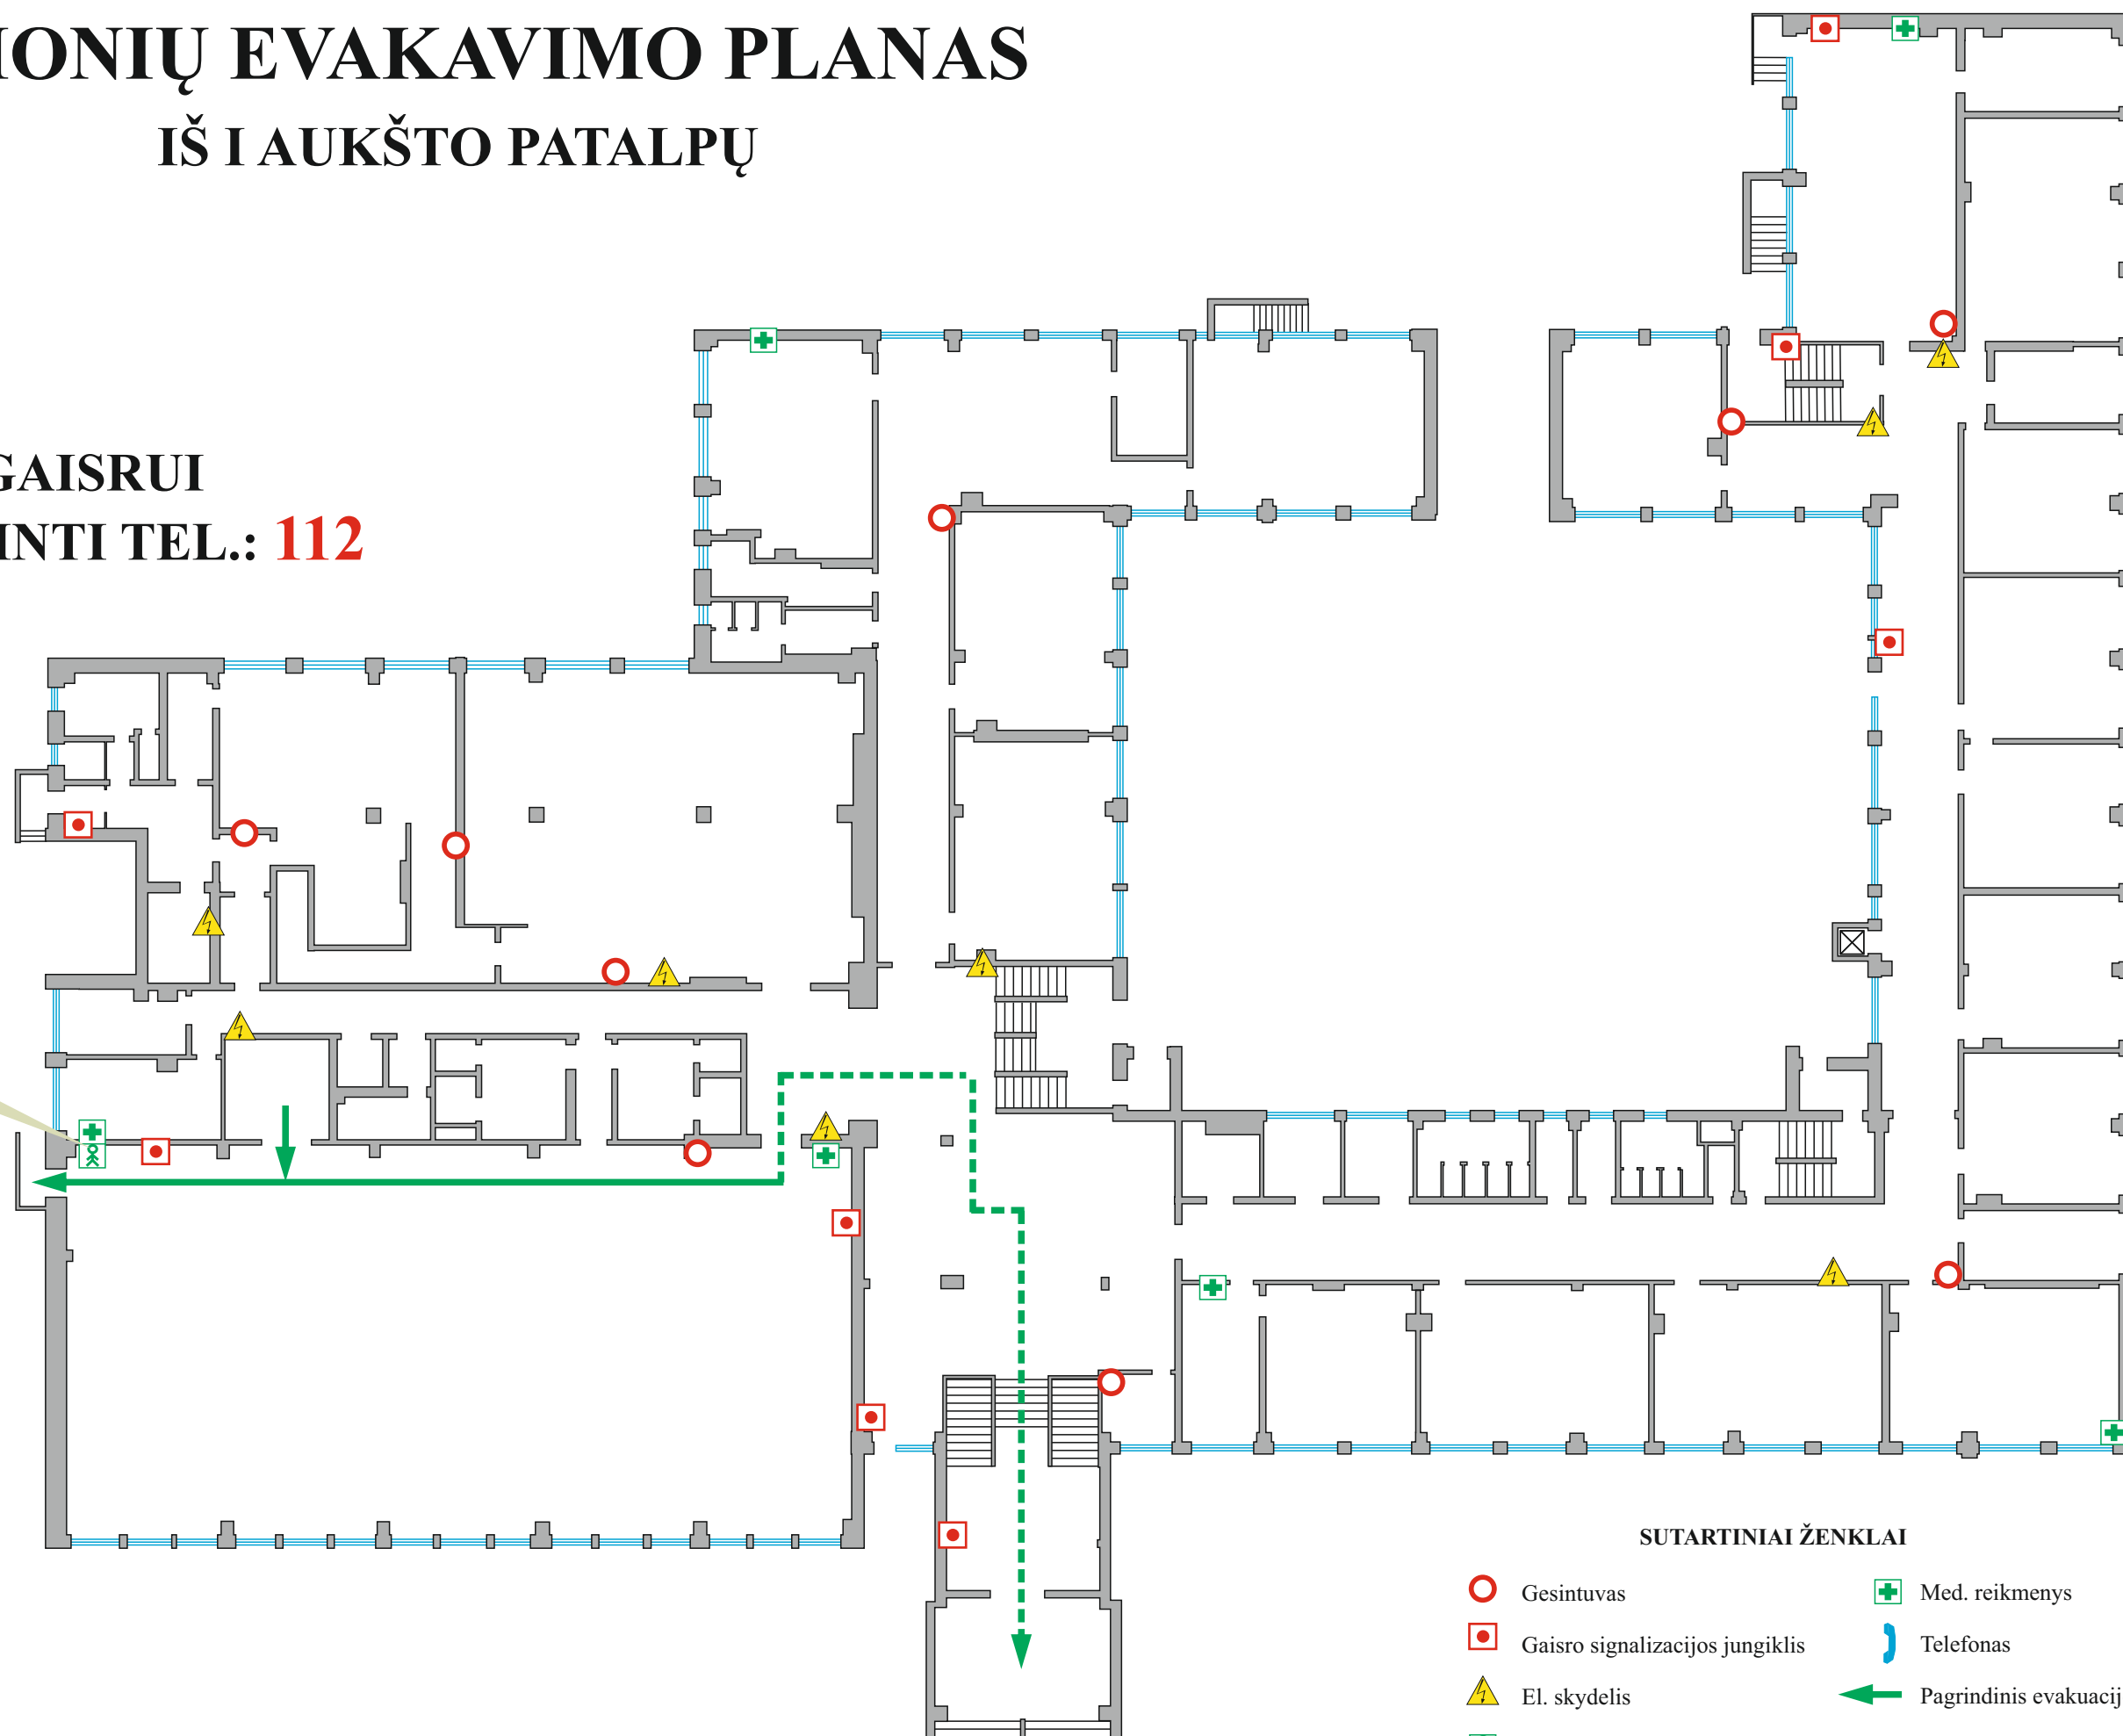 IONIŲ EVAKAVIMO PLANAS
IŠ I AUKŠTO PATALPŲ
GAISRUI
INTI TEL.: 112
SUTARTINIAI ŽENKLAI
Gesintuvas
Med. reikmenys
Gaisro signalizacijos jungiklis
Telefonas
El. skydelis
Pagrindinis evakuacij